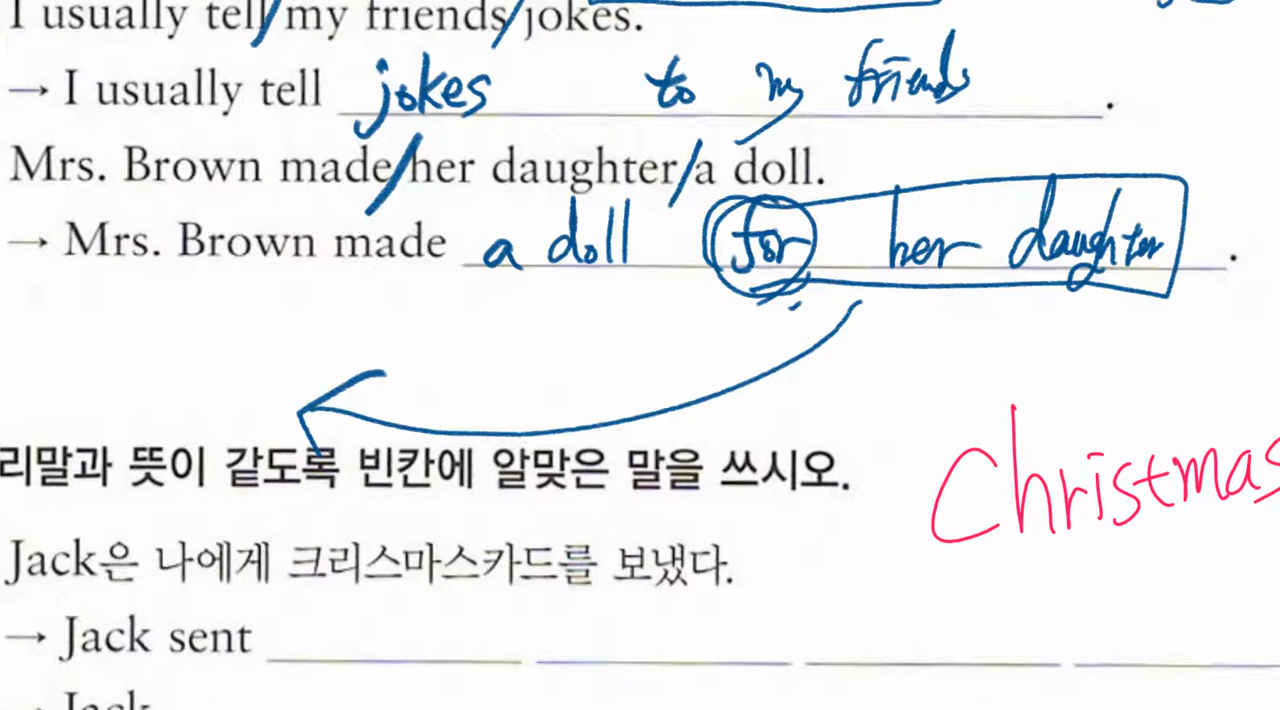 I usually tell my friends jokes.
→ I usually tell jokes to my friends.
Mrs. Brown made her daughter a doll.
→ Mrs. Brown made a doll for her daughter.
리말과 뜻이 같도록 빈칸에 알맞은 말을 쓰시오.
Christmas
Jack은 나에게 크리스마스카드를 보냈다.
→ Jack sent
→ Jack